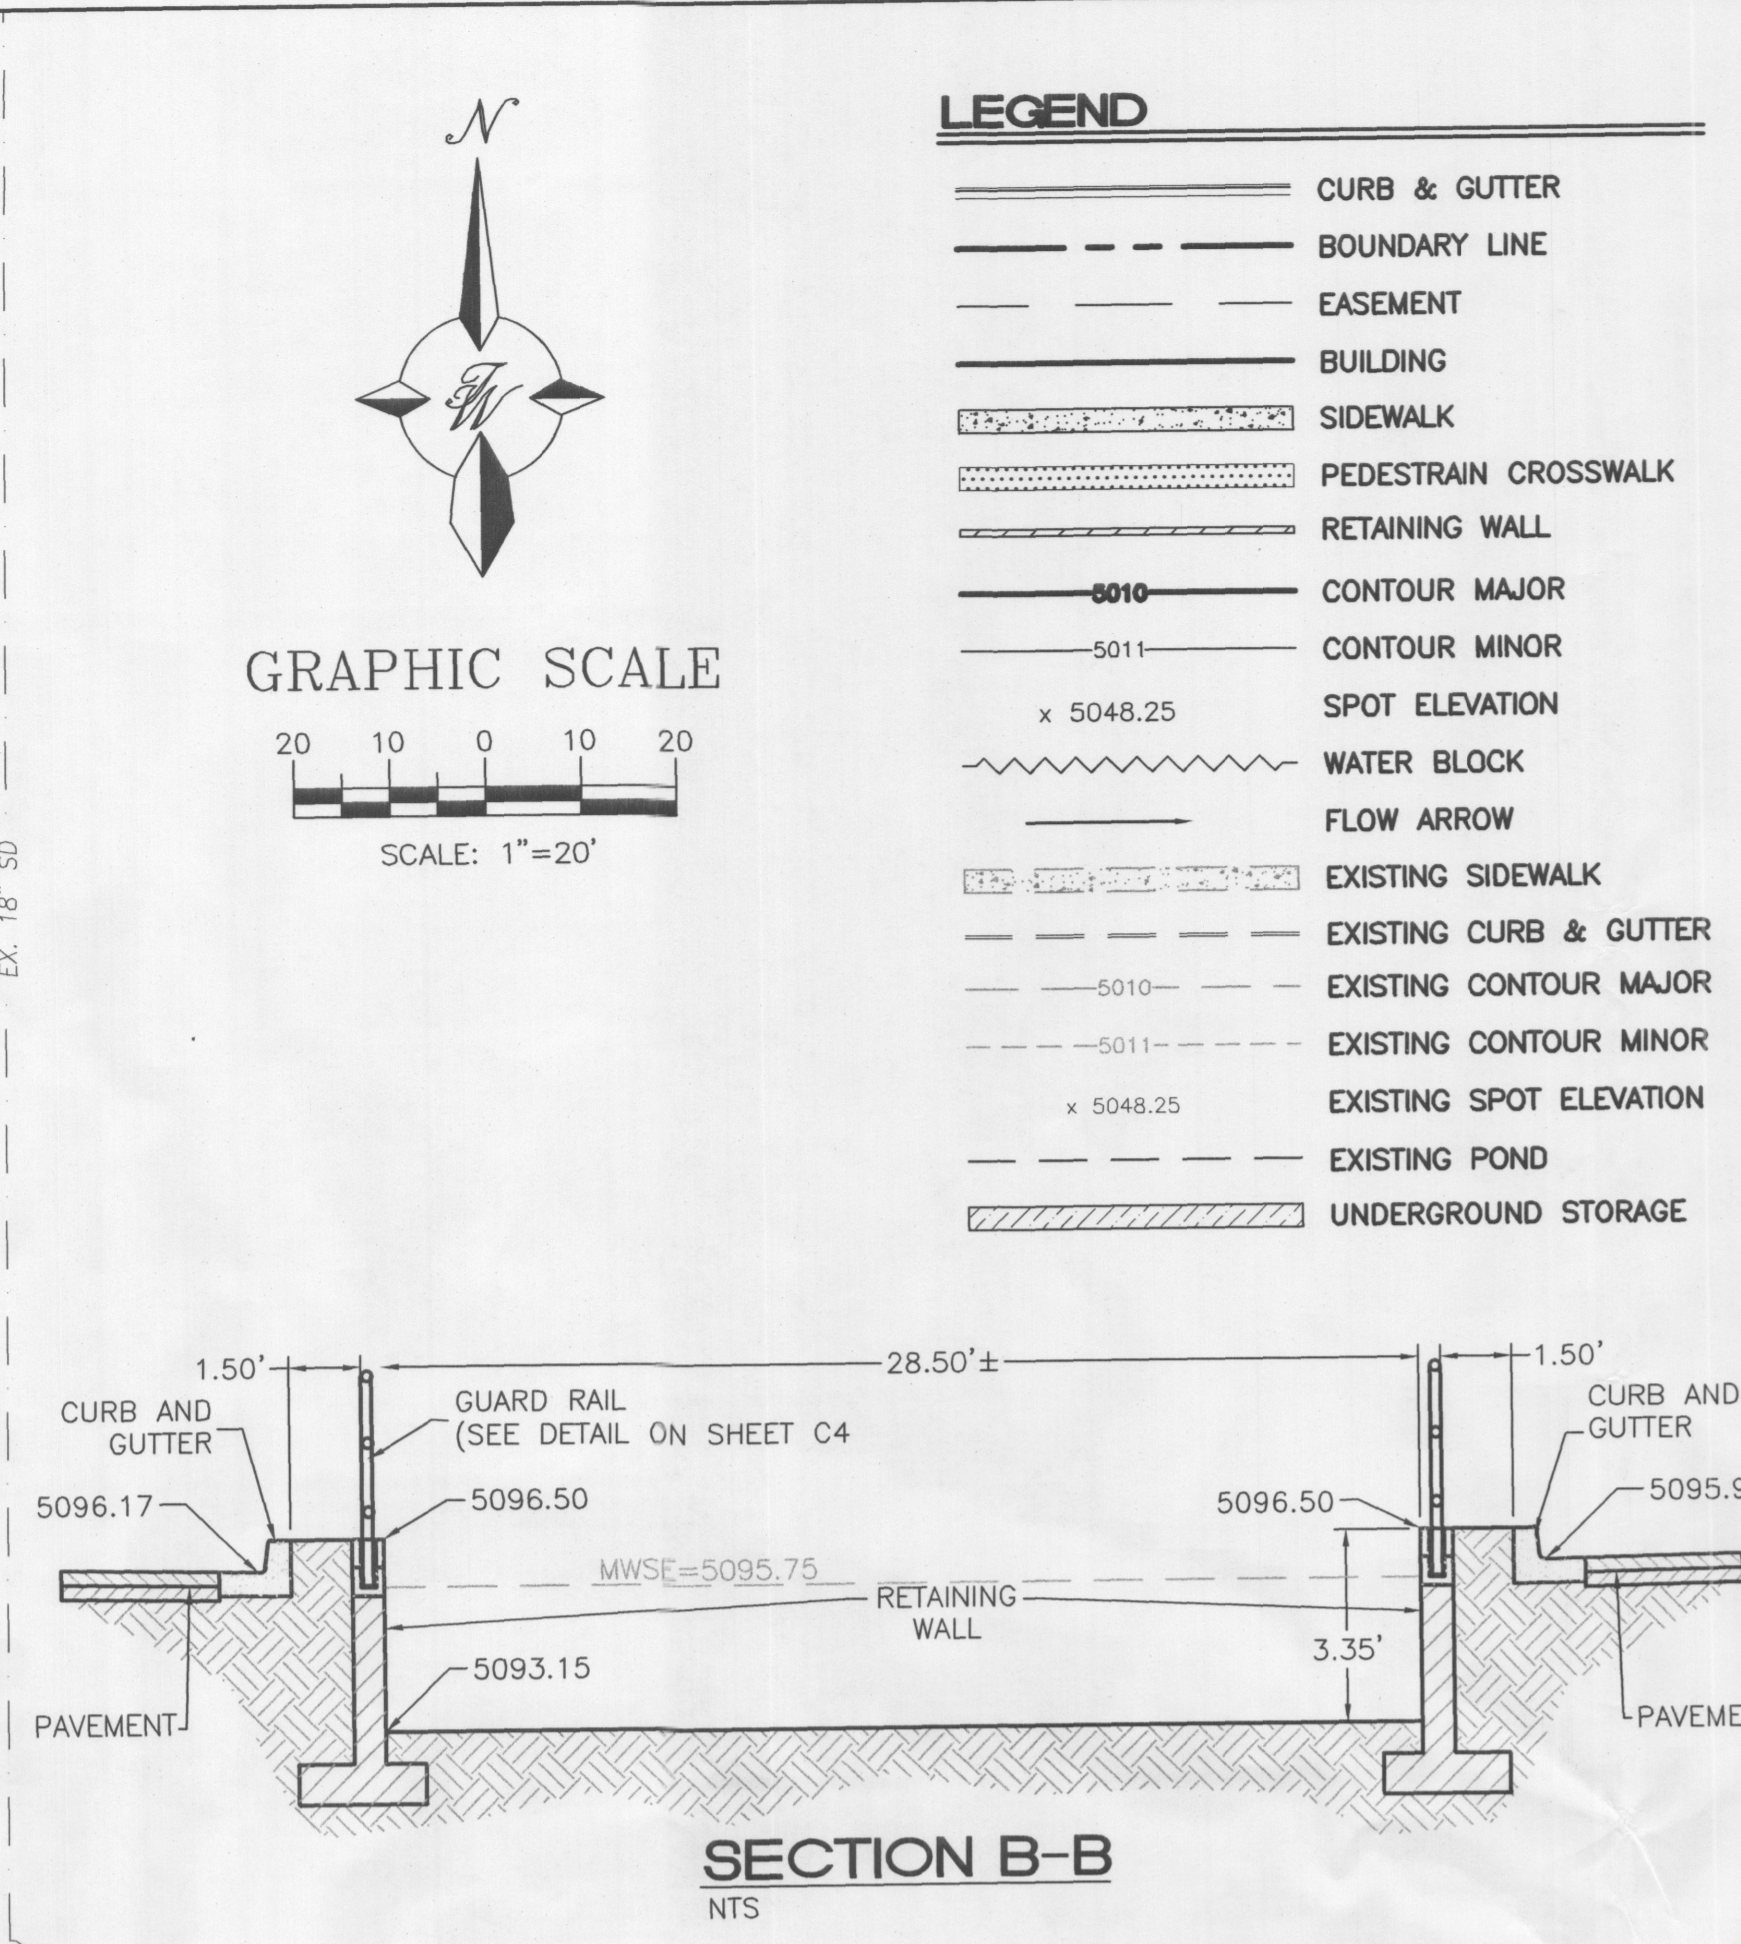 N
JW
GRAPHIC SCALE
20 10 0 10 20
SCALE: 1"=20'
EX. 18" SD
LEGEND
CURB & GUTTER
BOUNDARY LINE
EASEMENT
BUILDING
SIDEWALK
PEDESTRAIN CROSSWALK
RETAINING WALL
5010 CONTOUR MAJOR
5011 CONTOUR MINOR
x 5048.25 SPOT ELEVATION
WATER BLOCK
FLOW ARROW
EXISTING SIDEWALK
EXISTING CURB & GUTTER
5010 EXISTING CONTOUR MAJOR
5011 EXISTING CONTOUR MINOR
x 5048.25 EXISTING SPOT ELEVATION
EXISTING POND
UNDERGROUND STORAGE
1.50' 28.50'± 1.50'
CURB AND
GUTTER
GUARD RAIL
(SEE DETAIL ON SHEET C4
CURB AND
GUTTER
5096.17
5096.50
5096.50
5095.9
MWSE=5095.75
RETAINING
WALL
3.35'
5093.15
PAVEMENT
PAVEME
SECTION B-B
NTS